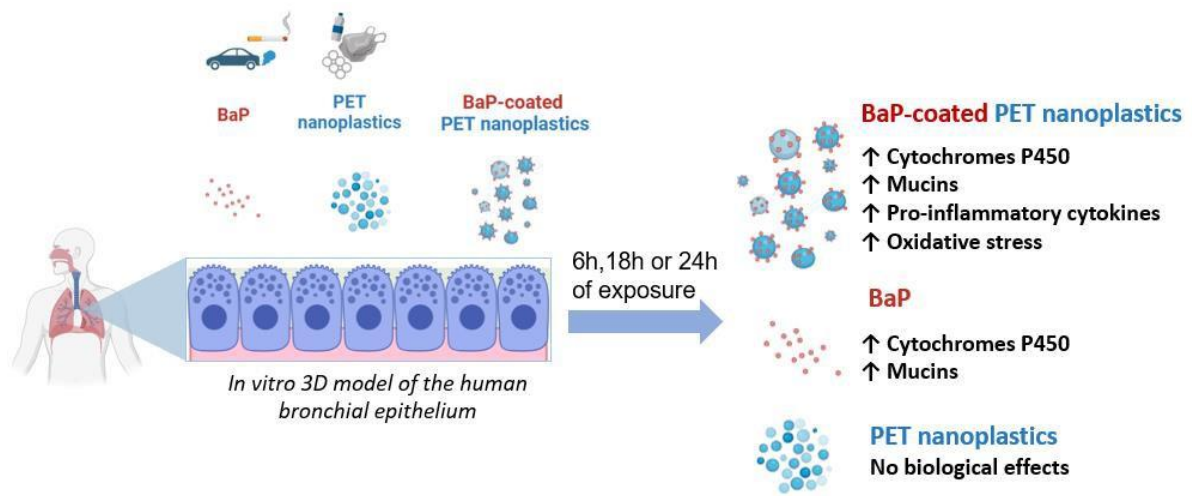 BaP
PET
nanoplastics
BaP-coated
PET nanoplastics
In vitro 3D model of the human
bronchial epithelium
6h,18h or 24h
of exposure
BaP-coated PET nanoplastics
↑ Cytochromes P450
↑ Mucins
↑ Pro-inflammatory cytokines
↑ Oxidative stress
BaP
↑ Cytochromes P450
↑ Mucins
PET nanoplastics
No biological effects